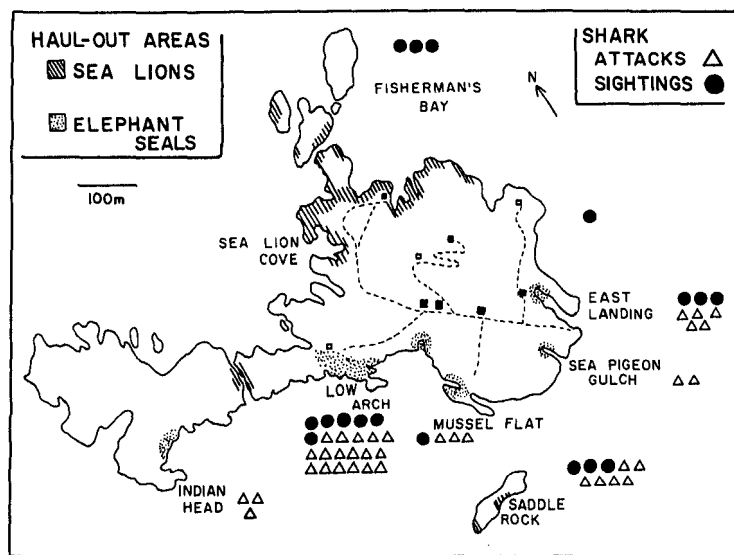 HAUL-OUT AREAS
SEA LIONS
ELEPHANT
SEALS
SHARK
ATTACKS
SIGHTINGS
FISHERMAN'S
BAY
N
100m
SEA LION
COVE
EAST
LANDING
SEA PIGEON
GULCH
LOW
ARCH
MUSSEL FLAT
INDIAN
HEAD
SADDLE
ROCK